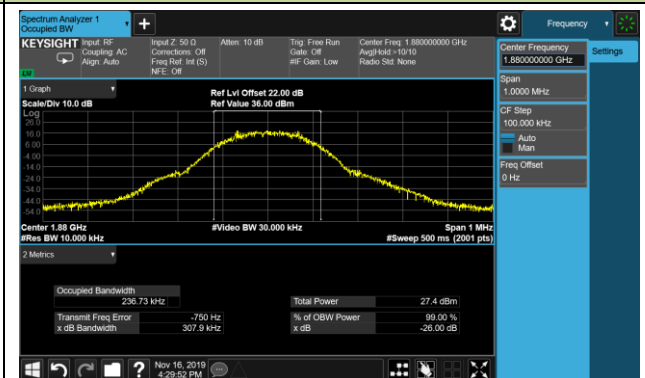 Spectrum Analyzer 1
Occupied BW
+
Frequency
KEYSIGHT
Input: RF
Coupling: AC
Align: Auto
Input Z: 50 Ω
Corrections: Off
Freq Ref: Int (S)
NFE: Off
Atten: 10 dB
Trig: Free Run
Gate: Off
#IF Gain: Low
Center Freq: 1.880000000 GHz
Avg|Hold:>10/10
Radio Std: None
Center Frequency
1.880000000 GHz
Settings
Span
1.0000 MHz
CF Step
100.000 kHz
Auto
Man
Freq Offset
0 Hz
1 Graph
Scale/Div 10.0 dB
Ref Lvl Offset 22.00 dB
Ref Value 36.00 dBm
Log
26.0
16.0
6.00
-4.00
-14.0
-24.0
-34.0
-44.0
-54.0
Center 1.88 GHz
#Res BW 10.000 kHz
#Video BW 30.000 kHz
Span 1 MHz
#Sweep 500 ms (2001 pts)
2 Metrics
Occupied Bandwidth
236.73 kHz
Total Power
27.4 dBm
Transmit Freq Error
-750 Hz
% of OBW Power
99.00 %
x dB Bandwidth
307.9 kHz
x dB
-26.00 dB
?
Nov 16, 2019
4:29:52 PM